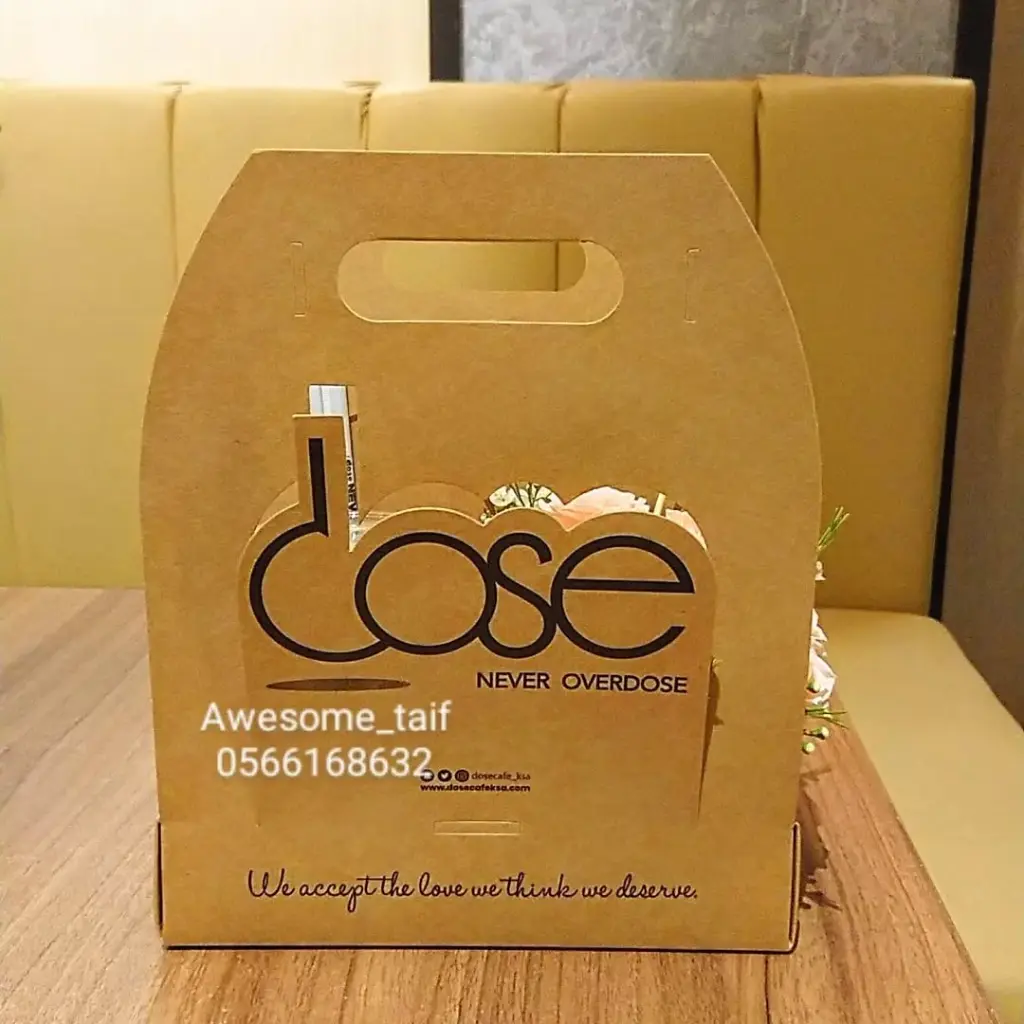 dose
NEVER OVERDOSE
Awesome_taif
0566168632
dosecafe_ksa
www.dosecafeksa.com
We accept the love we think we deserve.